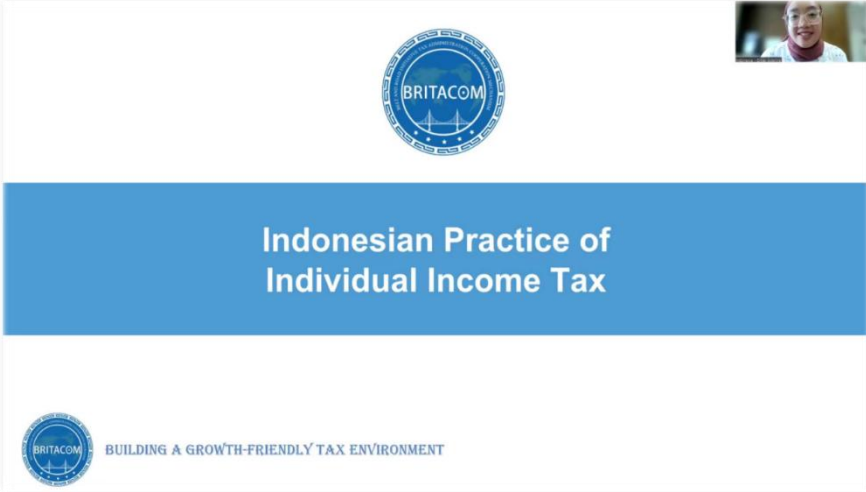 BRITACOM
Indonesian Practice of
Individual Income Tax
BRITACOM
BUILDING A GROWTH-FRIENDLY TAX ENVIRONMENT